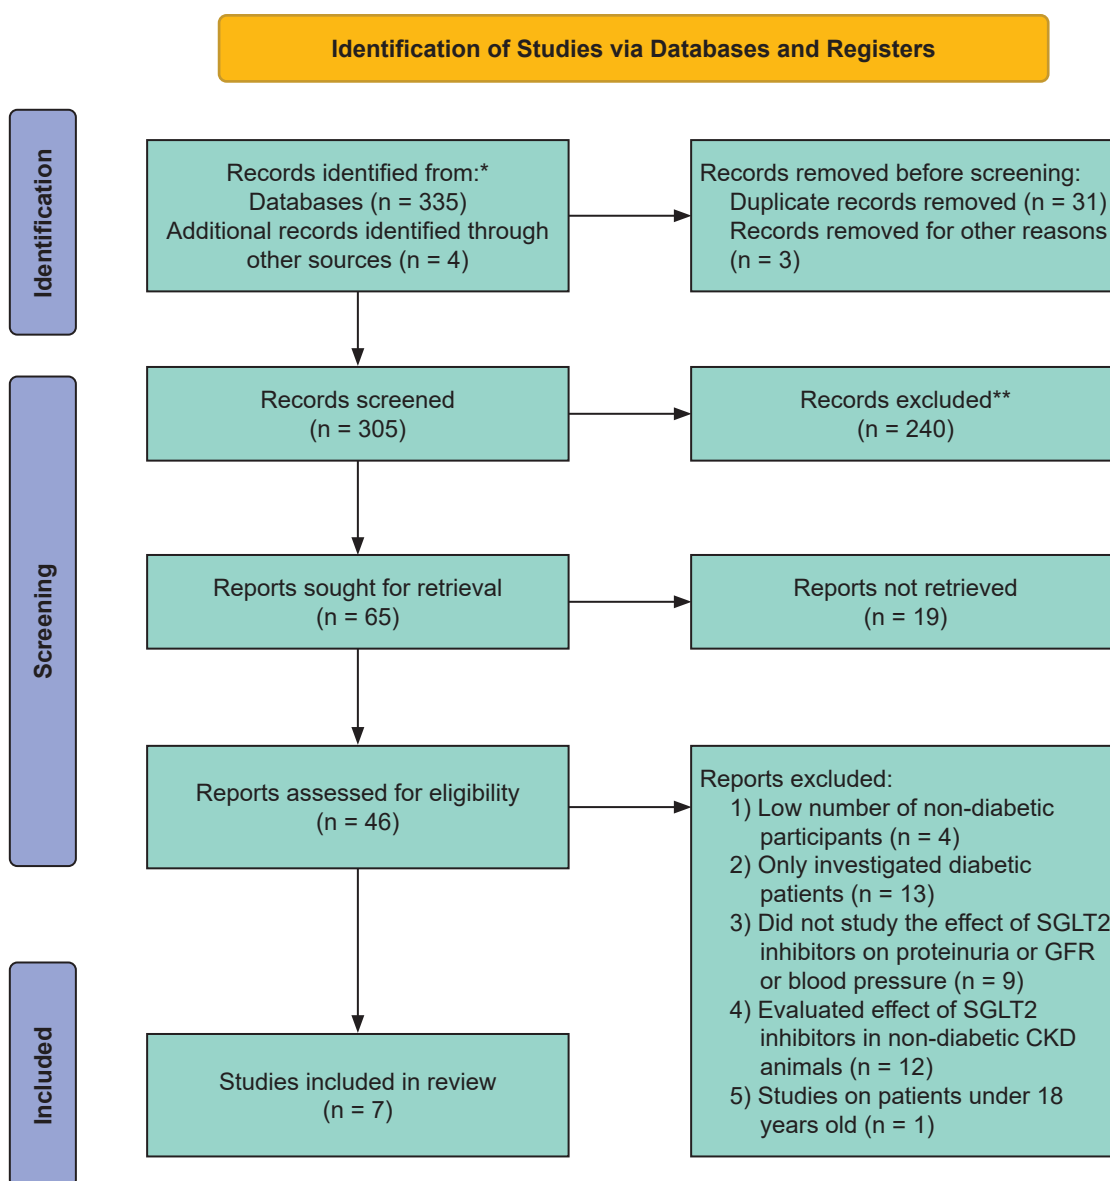 Identification of Studies via Databases and Registers
Identification
Records identified from:*
Databases (n = 335)
Additional records identified through
other sources (n = 4)
Records removed before screening:
Duplicate records removed (n = 31)
Records removed for other reasons
(n = 3)
Screening
Records screened
(n = 305)
Records excluded**
(n = 240)
Reports sought for retrieval
(n = 65)
Reports not retrieved
(n = 19)
Reports assessed for eligibility
(n = 46)
Reports excluded:
1) Low number of non-diabetic
participants (n = 4)
2) Only investigated diabetic
patients (n = 13)
3) Did not study the effect of SGLT2
inhibitors on proteinuria or GFR
or blood pressure (n = 9)
4) Evaluated effect of SGLT2
inhibitors in non-diabetic CKD
animals (n = 12)
5) Studies on patients under 18
years old (n = 1)
Included
Studies included in review
(n = 7)